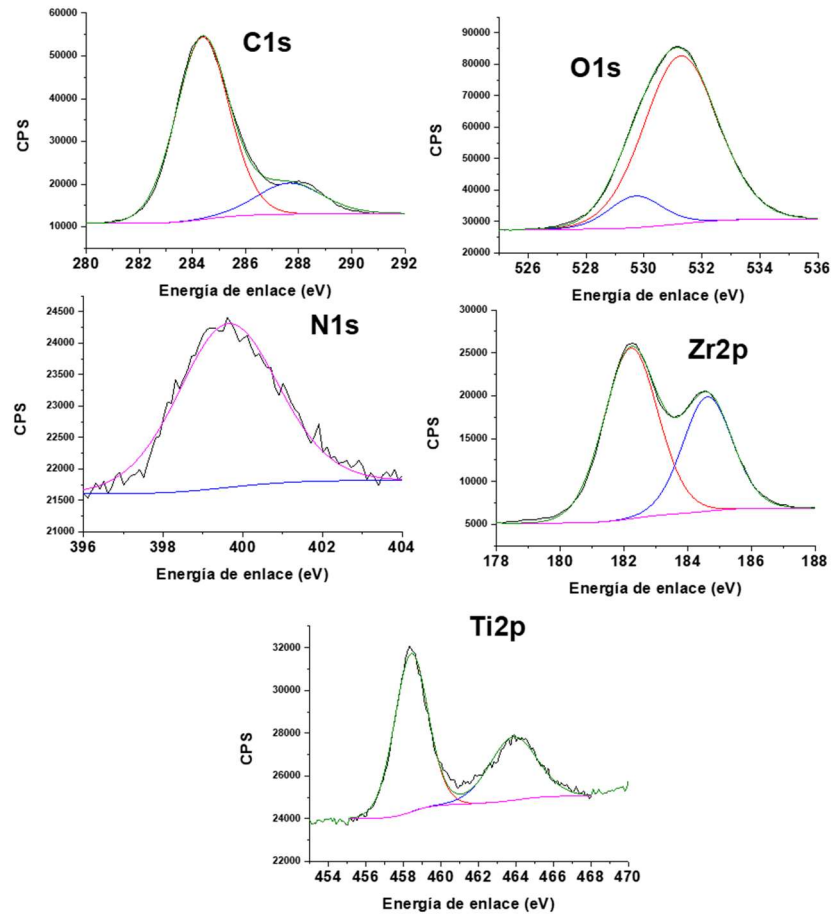 C1s
CPS
60000
50000
40000
30000
20000
10000
280 282 284 286 288 290 292
Energía de enlace (eV)
O1s
CPS
90000
80000
70000
60000
50000
40000
30000
20000
526 528 530 532 534 536
Energía de enlace (eV)
N1s
CPS
24500
24000
23500
23000
22500
22000
21500
21000
396 398 400 402 404
Energía de enlace (eV)
Zr2p
CPS
30000
25000
20000
15000
10000
5000
178 180 182 184 186 188
Energía de enlace (eV)
Ti2p
CPS
32000
30000
28000
26000
24000
22000
454 456 458 460 462 464 466 468 470
Energía de enlace (eV)